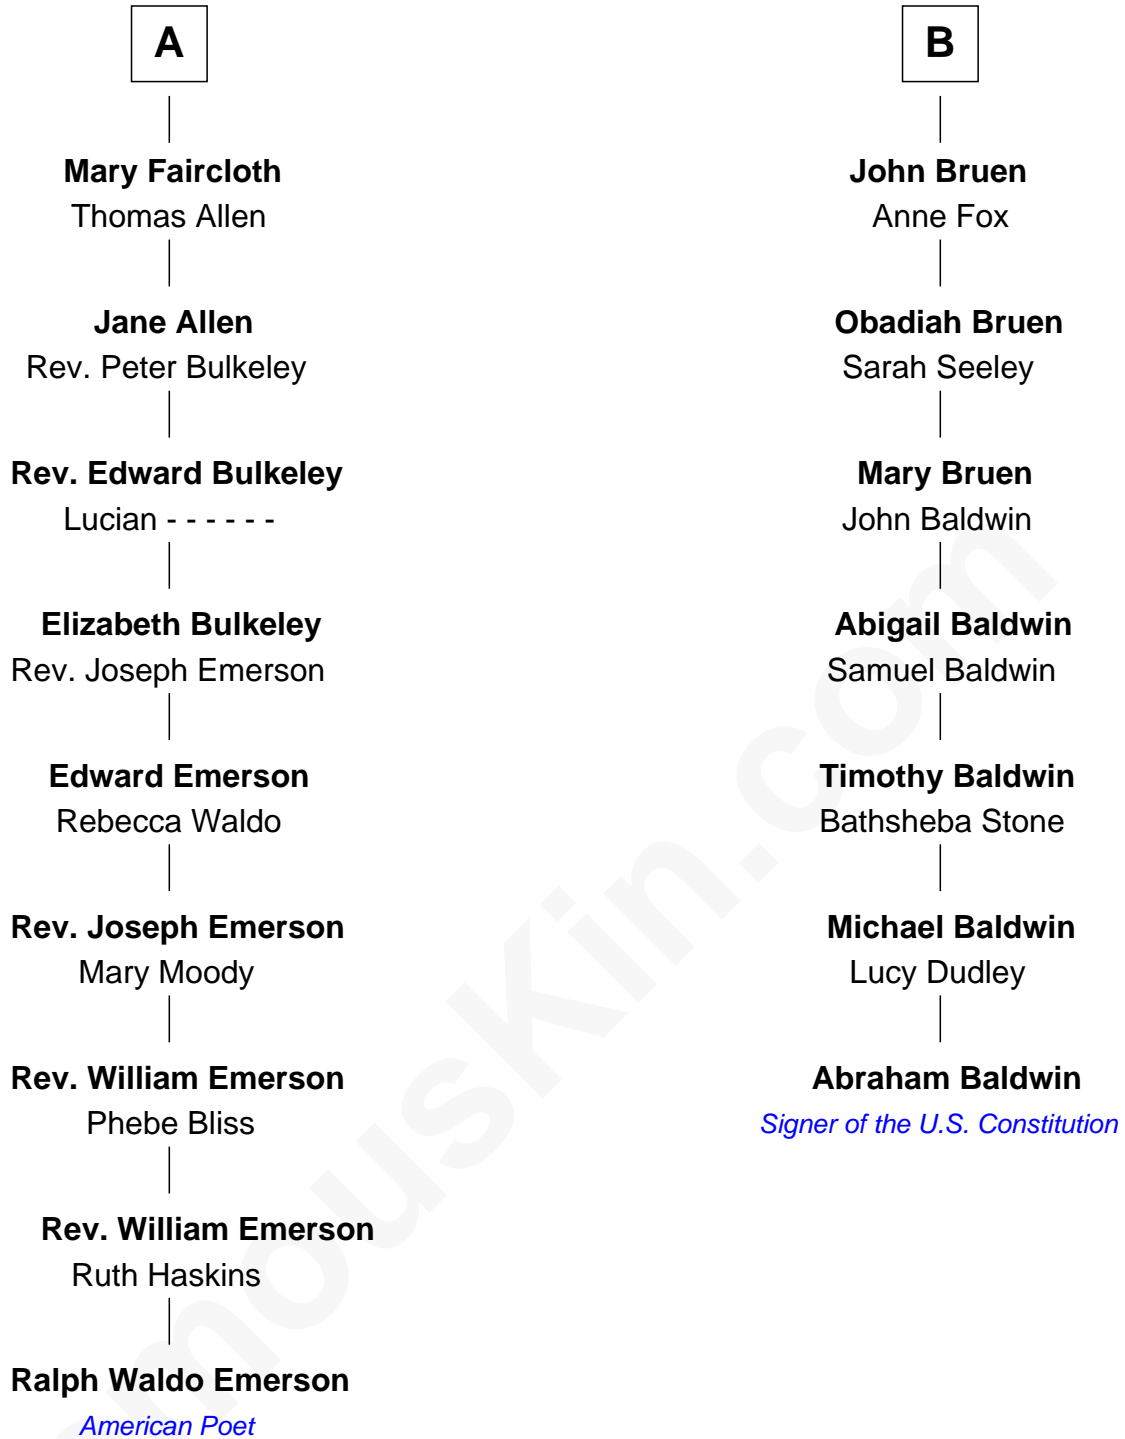 A
Mary Faircloth
Thomas Allen
Jane Allen
Rev. Peter Bulkeley
Rev. Edward Bulkeley
Lucian - - - - - -
Elizabeth Bulkeley
Rev. Joseph Emerson
Edward Emerson
Rebecca Waldo
Rev. Joseph Emerson
Mary Moody
Rev. William Emerson
Phebe Bliss
Rev. William Emerson
Ruth Haskins
Ralph Waldo Emerson
American Poet
B
John Bruen
Anne Fox
Obadiah Bruen
Sarah Seeley
Mary Bruen
John Baldwin
Abigail Baldwin
Samuel Baldwin
Timothy Baldwin
Bathsheba Stone
Michael Baldwin
Lucy Dudley
Abraham Baldwin
Signer of the U.S. Constitution
mousKin.com